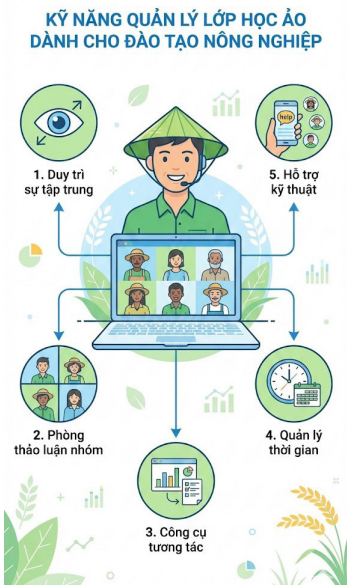 KỸ NĂNG QUẢN LÝ LỚP HỌC ẢO
DÀNH CHO ĐÀO TẠO NÔNG NGHIỆP
1. Duy trì
sự tập trung
5. Hỗ trợ
kỹ thuật
help
2. Phòng
thảo luận nhóm
4. Quản lý
thời gian
3. Công cụ
tương tác